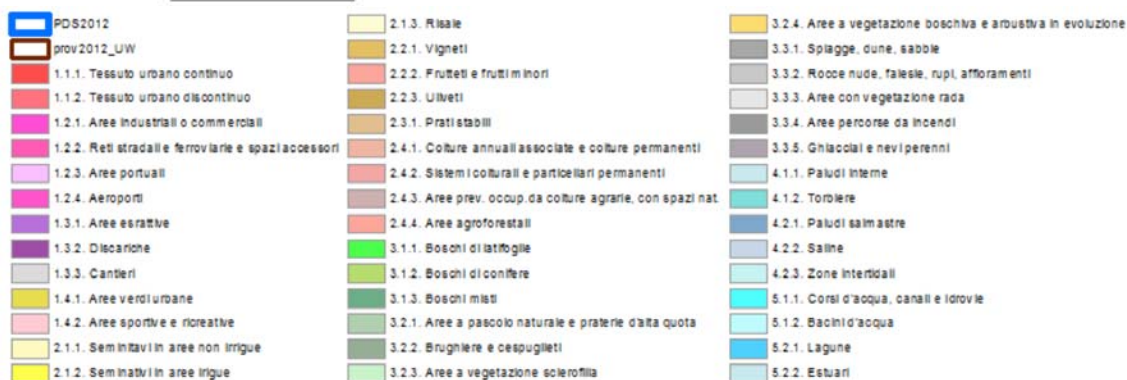 PDS2012
prov2012_UW
1.1.1. Tessuto urbano continuo
1.1.2. Tessuto urbano discontinuo
1.2.1. Aree industriali o commerciali
1.2.2. Reti stradali e ferroviarie e spazi accessori
1.2.3. Aree portuali
1.2.4. Aeroporti
1.3.1. Aree esrattive
1.3.2. Discariche
1.3.3. Cantieri
1.4.1. Aree verdi urbane
1.4.2. Aree sportive e ricreative
2.1.1. Seminitavi in aree non irrigue
2.1.2. Seminativi in aree irigue
2.1.3. Risaie
2.2.1. Vigneti
2.2.2. Frutteti e frutti minori
2.2.3. Uliveti
2.3.1. Prati stabili
2.4.1. Colture annuali associate e colture permanenti
2.4.2. Sistemi colturali e particellari permanenti
2.4.3. Aree prev. occup.da colture agrarie, con spazi nat.
2.4.4. Aree agroforestali
3.1.1. Boschi di latifoglie
3.1.2. Boschi di conifere
3.1.3. Boschi misti
3.2.1. Aree a pascolo naturale e praterie d'alta quota
3.2.2. Brughiere e cespuglieti
3.2.3. Aree a vegetazione sclerofilla
3.2.4. Aree a vegetazione boschiva e arbustiva in evoluzione
3.3.1. Spiagge, dune, sabbie
3.3.2. Rocce nude, falesie, rupi, affioramenti
3.3.3. Aree con vegetazione rada
3.3.4. Aree percorse da incendi
3.3.5. Ghiacciai e nevi perenni
4.1.1. Paludi interne
4.1.2. Torbiere
4.2.1. Paludi salmastre
4.2.2. Saline
4.2.3. Zone intertidali
5.1.1. Corsi d'acqua, canali e idrovie
5.1.2. Bacini d'acqua
5.2.1. Lagune
5.2.2. Estuari